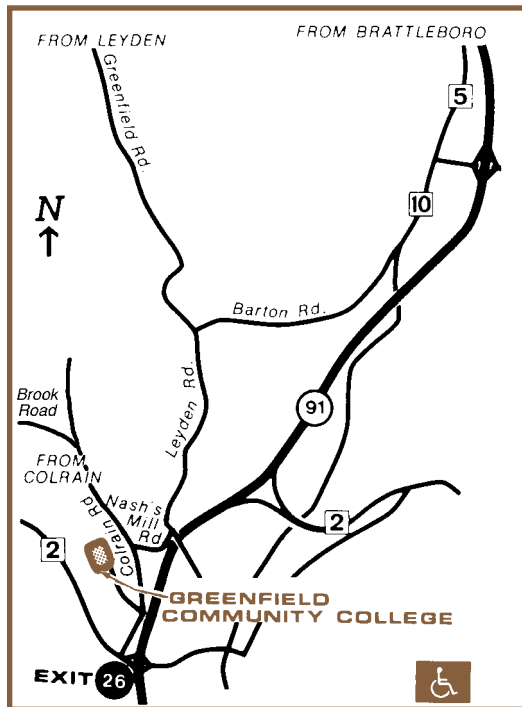 FROM LEYDEN
FROM BRATTLEBORO
Greenfield Rd.
5
10
N
Barton Rd.
Leyden Rd.
91
Brook
Road
FROM
COLRAIN
Colrain Rd
Nash's
Mill
Rd
2
2
GREENFIELD
COMMUNITY COLLEGE
EXIT 26